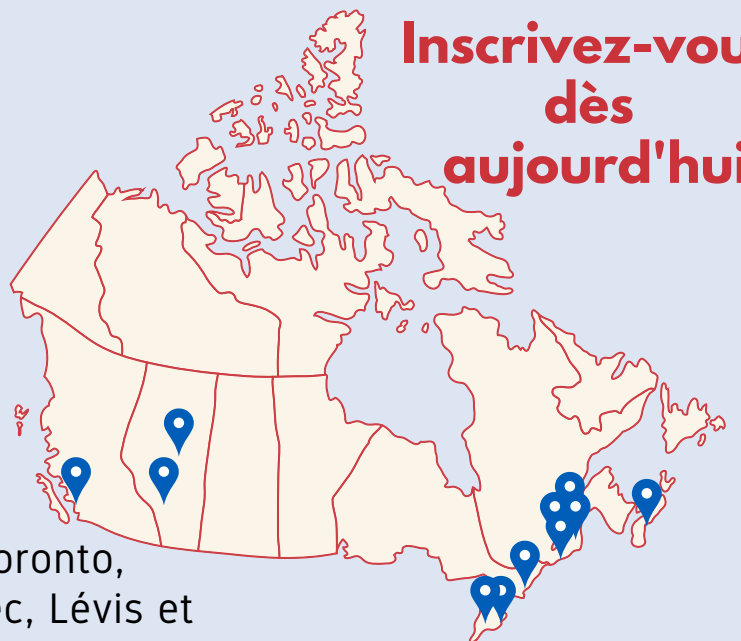 Inscrivez-vou
dès
aujourd'hui
oronto,
ec, Lévis et